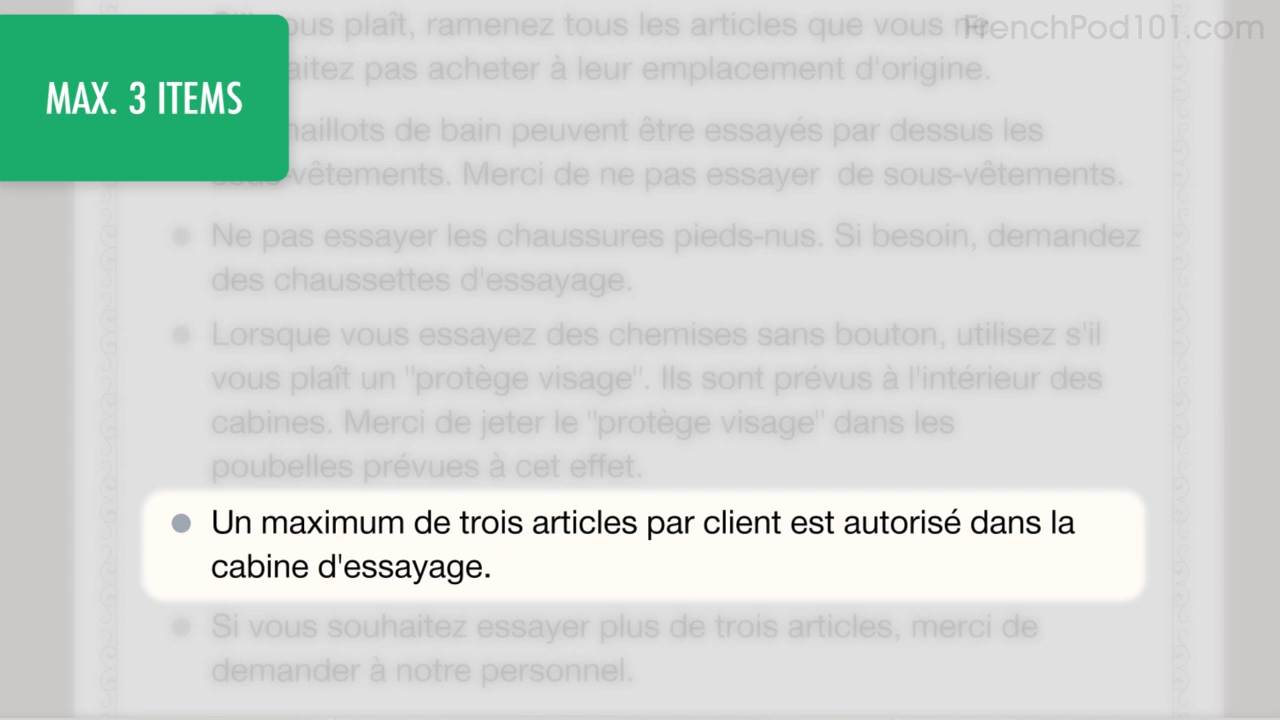 FrenchPod101.com
MAX. 3 ITEMS
plaît, ramenez tous les articles que vous
pas acheter à leur emplacement d'origine.
maillots de bain peuvent être essayés par dessus les
sous-vêtements. Merci de ne pas essayer de sous-vêtements.
Ne pas essayer les chaussures pieds-nus. Si besoin, demandez
des chaussettes d'essayage.
Lorsque vous essayez des chemises sans bouton, utilisez s'il
vous plaît un "protège visage". Ils sont prévus à l'intérieur des
cabines. Merci de jeter le "protège visage" dans les
poubelles prévues à cet effet.
Un maximum de trois articles par client est autorisé dans la
cabine d'essayage.
Si vous souhaitez essayer plus de trois articles, merci de
demander à notre personnel.